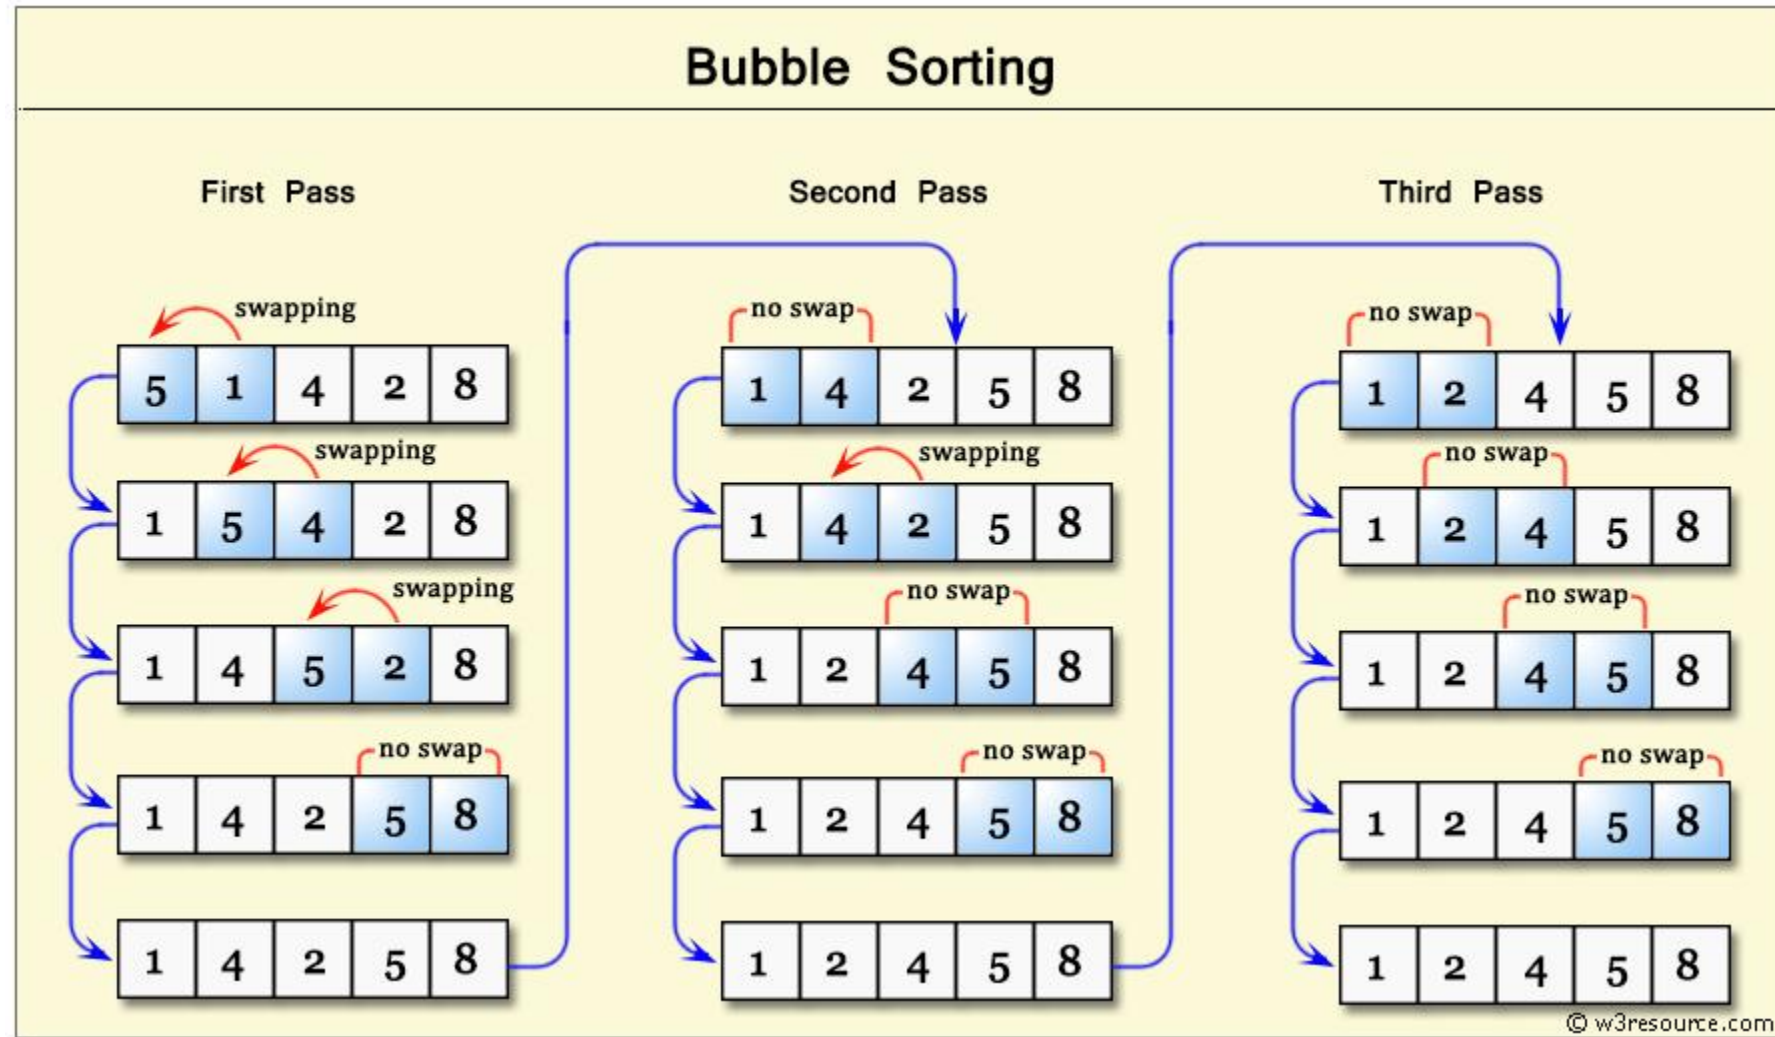 Bubble Sorting
First Pass
swapping
5 1 4 2 8
swapping
1 5 4 2 8
swapping
1 4 5 2 8
no swap
1 4 2 5 8
1 4 2 5 8
Second Pass
no swap
1 4 2 5 8
swapping
1 4 2 5 8
no swap
1 2 4 5 8
no swap
1 2 4 5 8
1 2 4 5 8
Third Pass
no swap
1 2 4 5 8
no swap
1 2 4 5 8
no swap
1 2 4 5 8
no swap
1 2 4 5 8
1 2 4 5 8
© w3resource.com